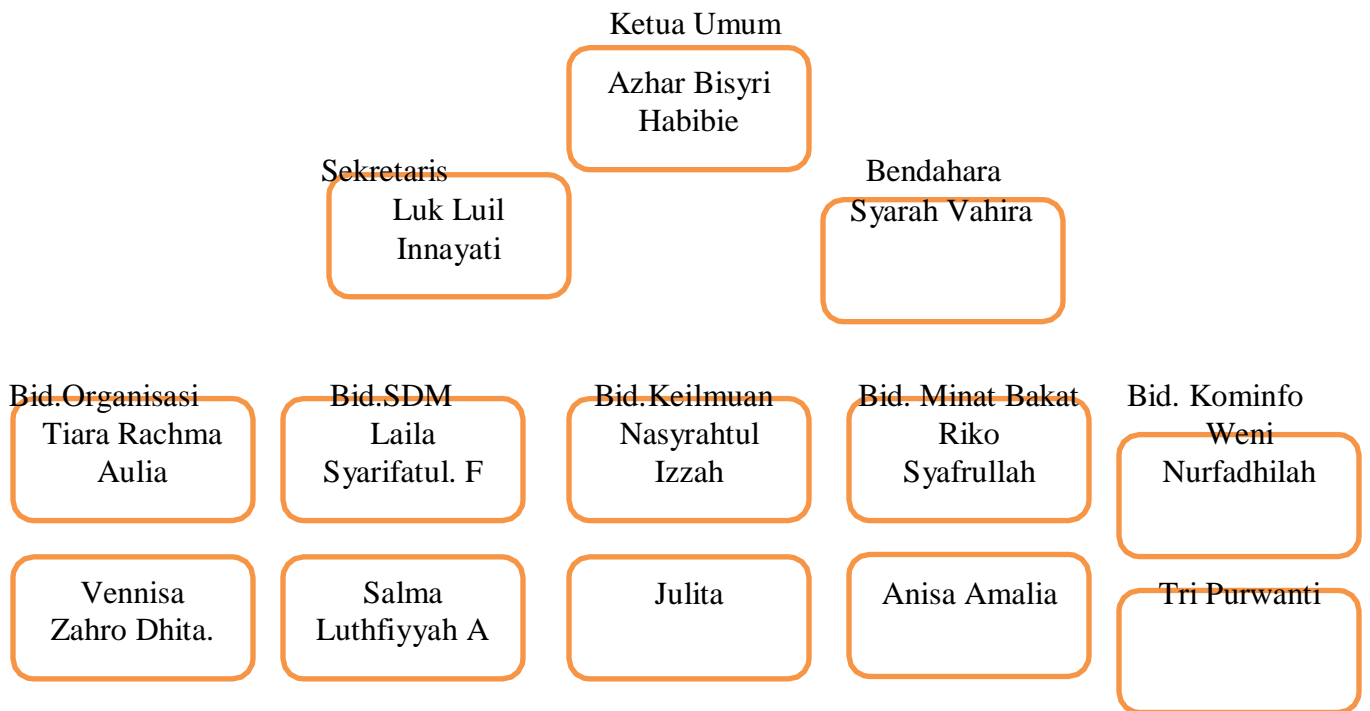 Ketua Umum
Azhar Bisyri
Habibie
Sekretaris
Luk Luil
Innayati
Bendahara
Syarah Vahira
Bid.Organisasi
Tiara Rachma
Aulia
Vennisa
Zahro Dhita.
Bid.SDM
Laila
Syarifatul. F
Salma
Luthfiyyah A
Bid.Keilmuan
Nasyrahtul
Izzah
Julita
Bid. Minat Bakat
Riko
Syafrullah
Anisa Amalia
Bid. Kominfo
Weni
Nurfadhilah
Tri Purwanti